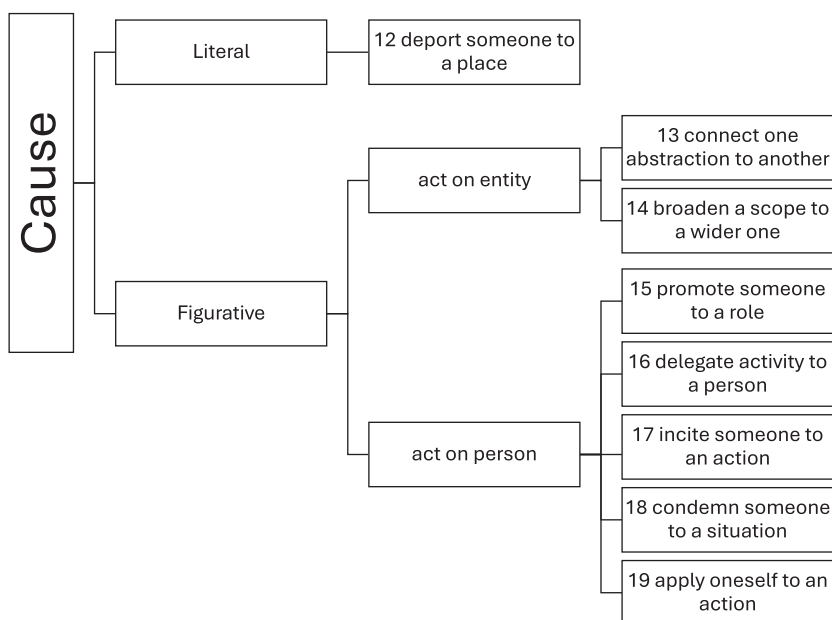 Cause
Literal
12 deport someone to
a place
Figurative
act on entity
13 connect one
abstraction to another
14 broaden a scope to
a wider one
act on person
15 promote someone
to a role
16 delegate activity to
a person
17 incite someone to
an action
18 condemn someone
to a situation
19 apply oneself to an
action